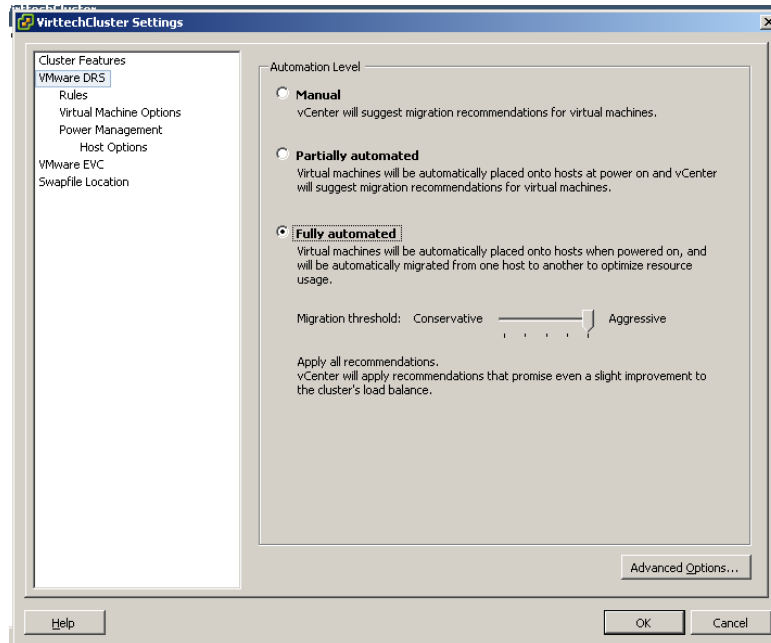 VirttechCluster
VirttechCluster Settings
Cluster Features
VMware DRS
Rules
Virtual Machine Options
Power Management
Host Options
VMware EVC
Swapfile Location
Automation Level
Manual
vCenter will suggest migration recommendations for virtual machines.
Partially automated
Virtual machines will be automatically placed onto hosts at power on and vCenter
will suggest migration recommendations for virtual machines.
Fully automated
Virtual machines will be automatically placed onto hosts when powered on, and
will be automatically migrated from one host to another to optimize resource
usage.
Migration threshold: Conservative Aggressive
Apply all recommendations.
vCenter will apply recommendations that promise even a slight improvement to
the cluster's load balance.
Advanced Options...
Help OK Cancel